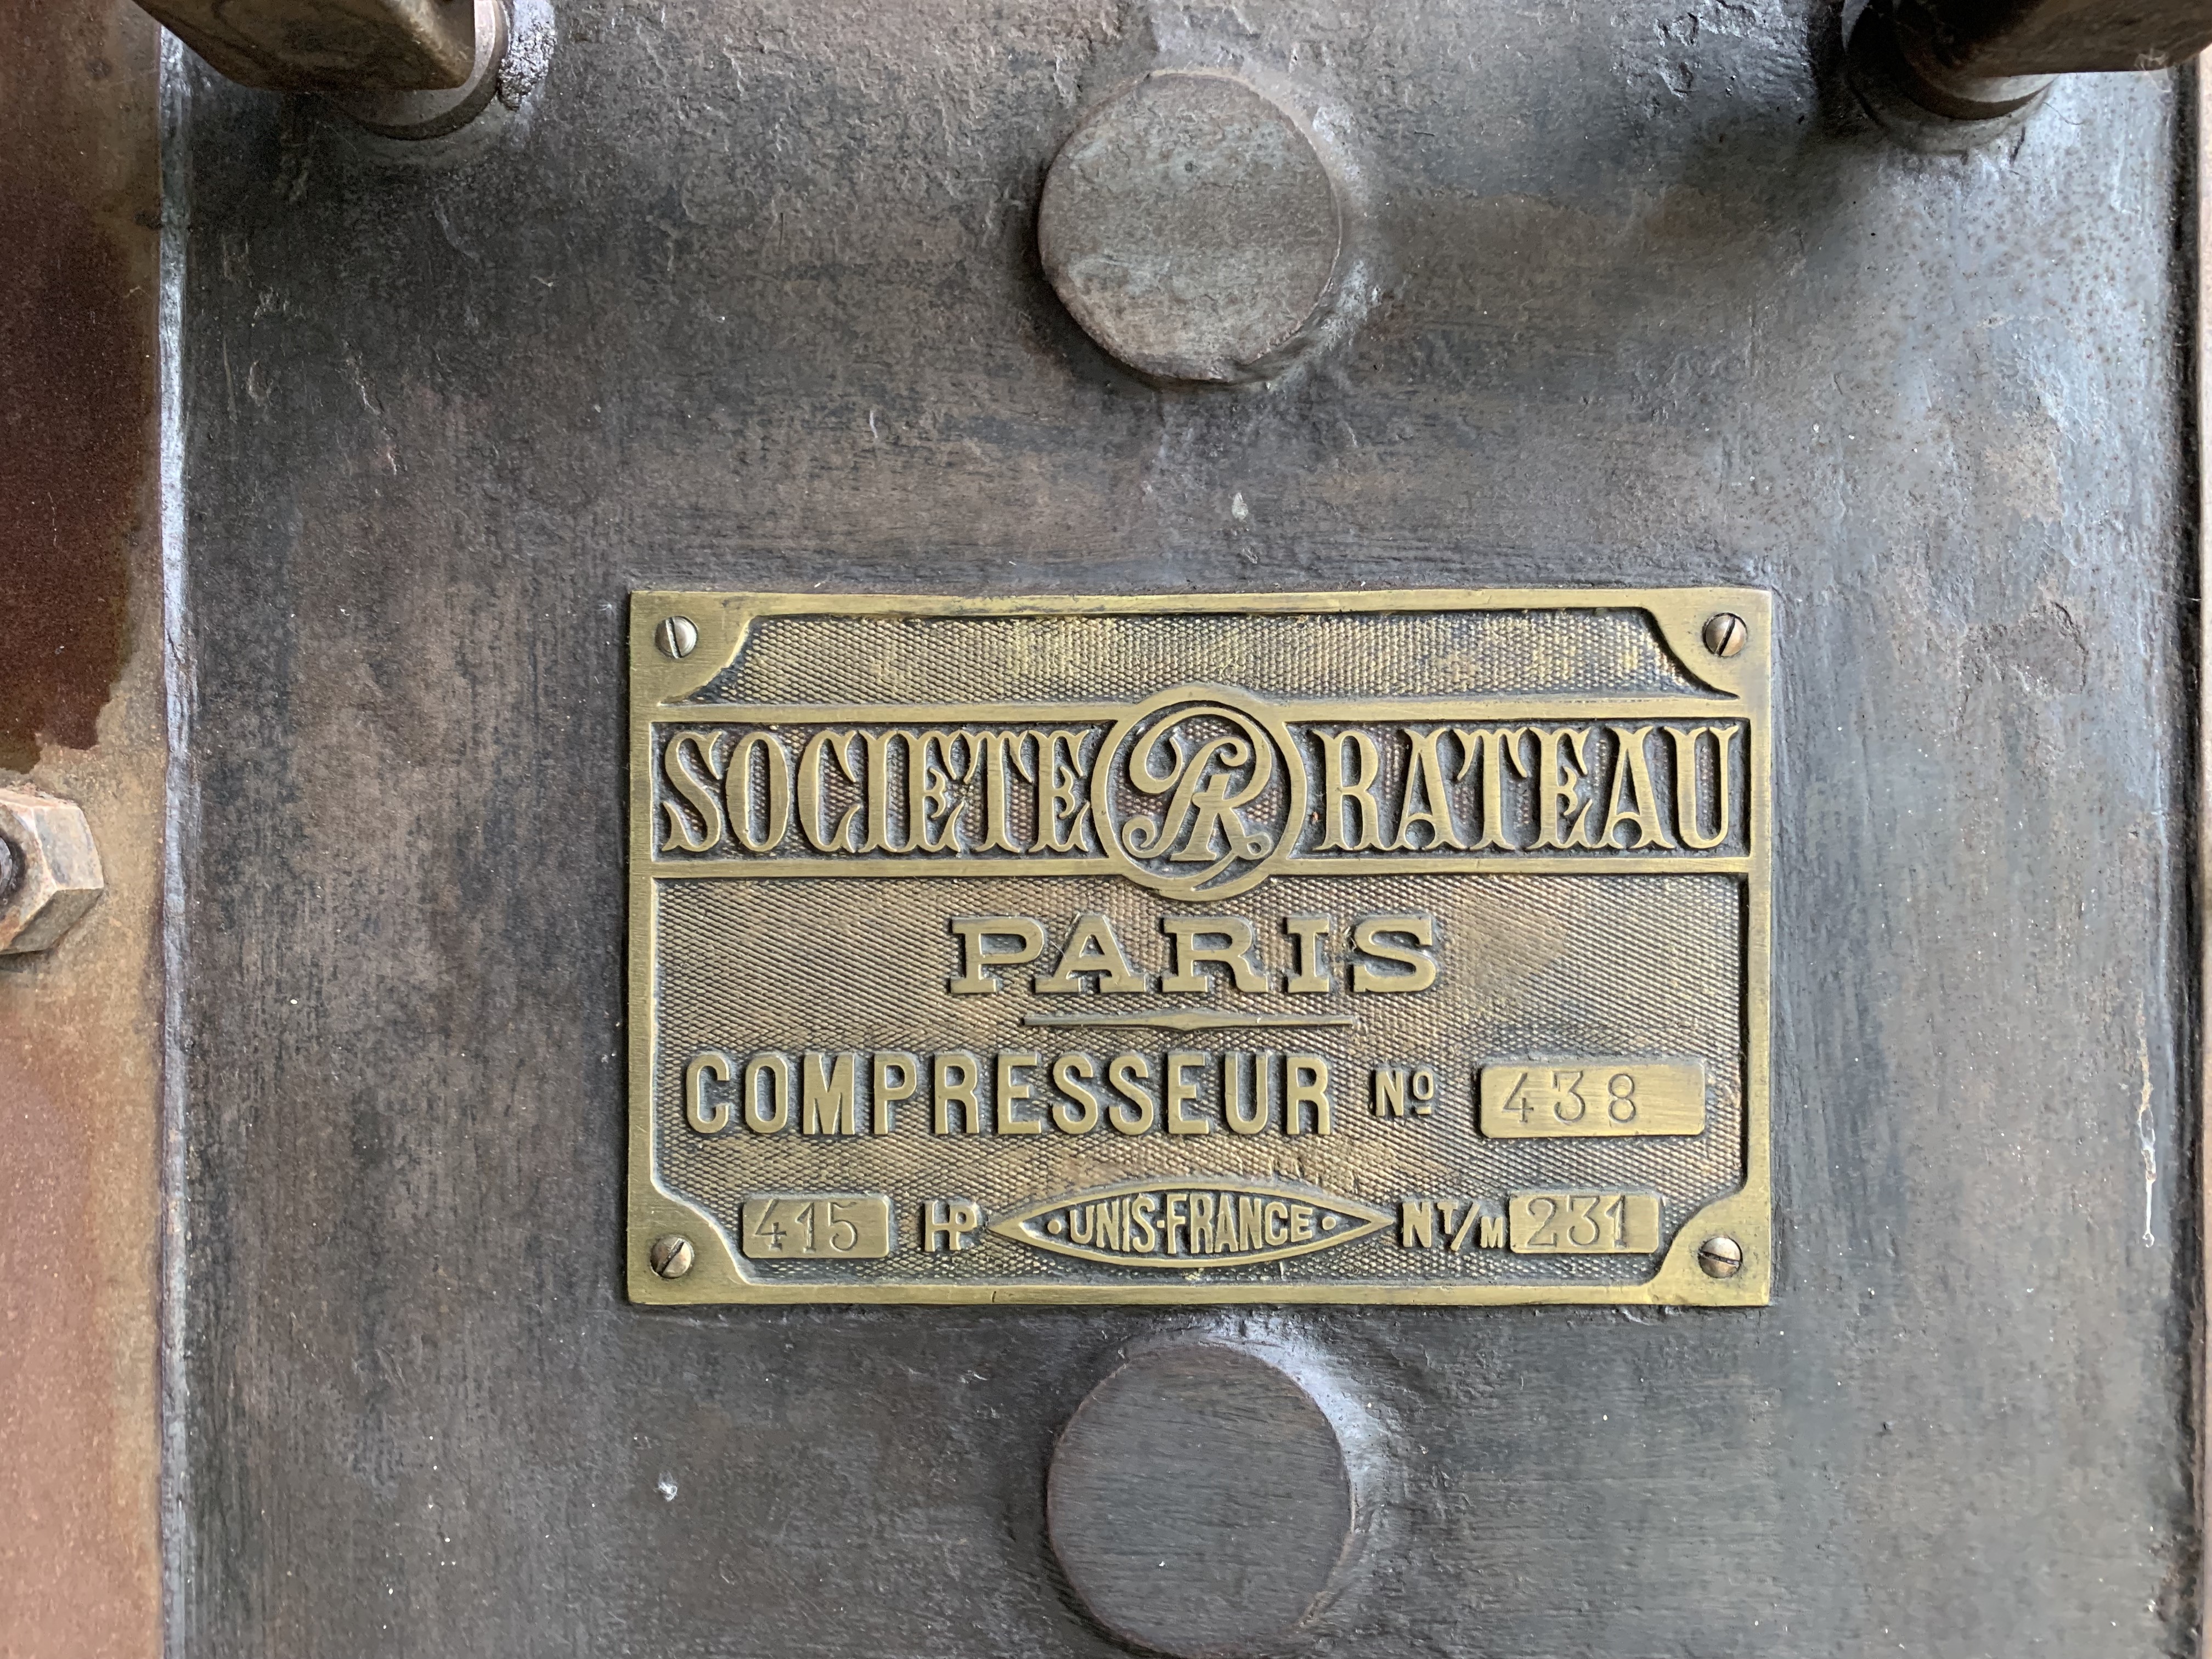 SOCIETE R RATEAU
PARIS
COMPRESSEUR Nº 438
415 HP UNIS-FRANCE NT/M 231